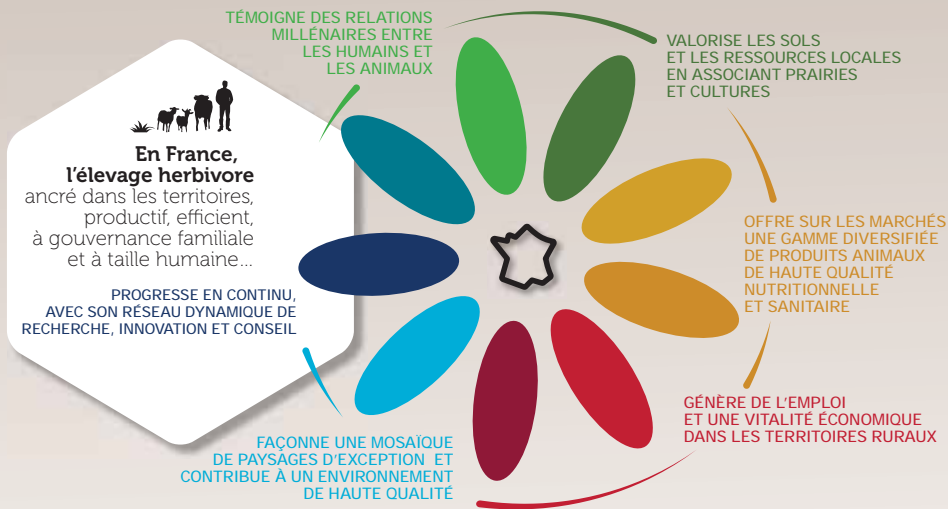 En France,
l'élevage herbivore
ancré dans les territoires,
productif, efficient,
à gouvernance familiale
et à taille humaine...
TÉMOIGNE DES RELATIONS
MILLÉNAIRES ENTRE
LES HUMAINS ET
LES ANIMAUX
VALORISE LES SOLS
ET LES RESSOURCES LOCALES
EN ASSOCIANT PRAIRIES
ET CULTURES
OFFRE SUR LES MARCHÉS
UNE GAMME DIVERSIFIÉE
DE PRODUITS ANIMAUX
DE HAUTE QUALITÉ
NUTRITIONNELLE
ET SANITAIRE
GÉNÈRE DE L'EMPLOI
ET UNE VITALITÉ ÉCONOMIQUE
DANS LES TERRITOIRES RURAUX
FAÇONNE UNE MOSAÏQUE
DE PAYSAGES D'EXCEPTION ET
CONTRIBUE À UN ENVIRONNEMENT
DE HAUTE QUALITÉ
PROGRESSE EN CONTINU,
AVEC SON RÉSEAU DYNAMIQUE DE
RECHERCHE, INNOVATION ET CONSEIL